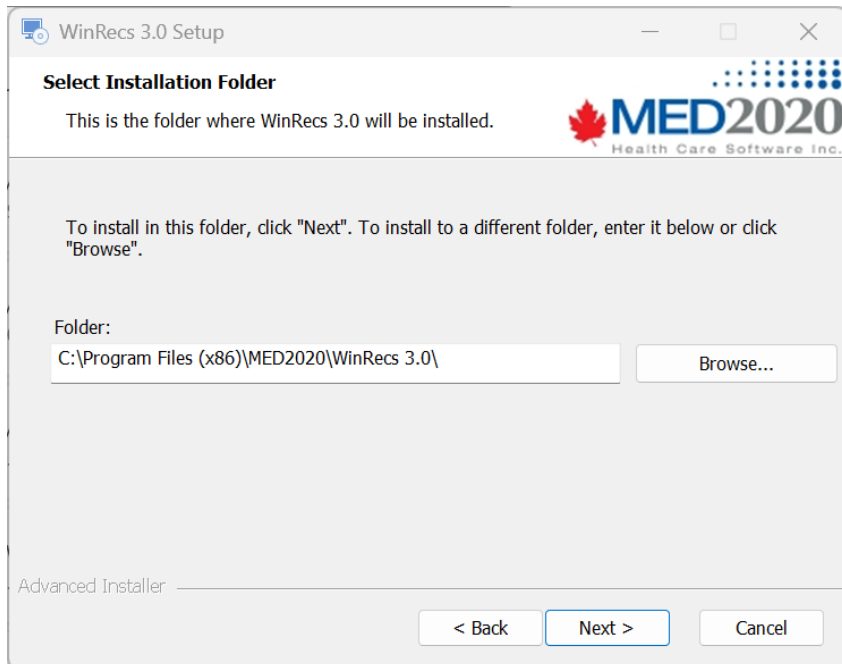 WinRecs 3.0 Setup
Select Installation Folder
This is the folder where WinRecs 3.0 will be installed.
MED2020
Health Care Software Inc.
To install in this folder, click "Next". To install to a different folder, enter it below or click
"Browse".
Folder:
C:\Program Files (x86)\MED2020\WinRecs 3.0\
Browse...
Advanced Installer
< Back
Next >
Cancel